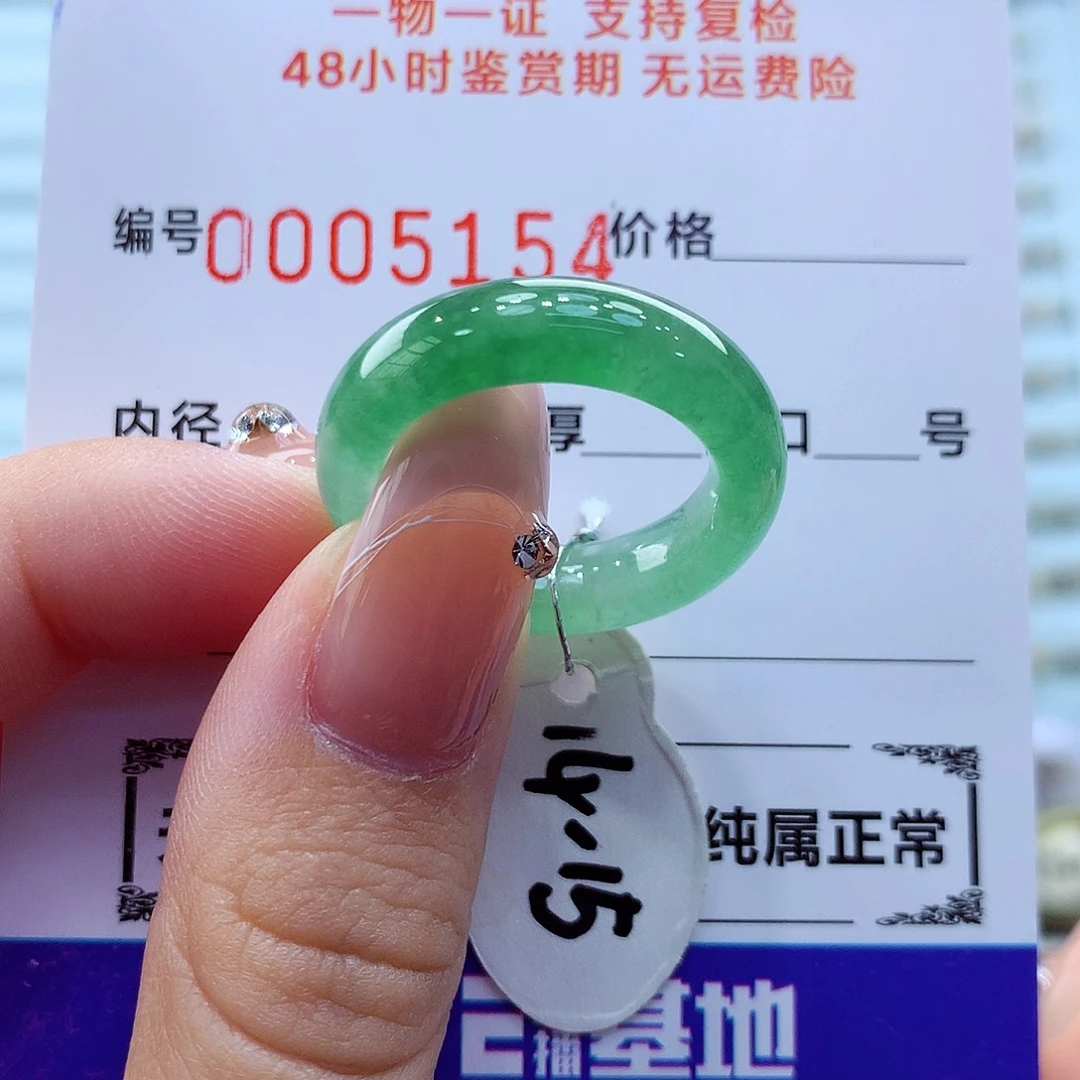 一物一证 支持复检
48小时鉴赏期 无运费险
编号0005154价格
内径 厚 口 号
纯属正常
14-15
播基地